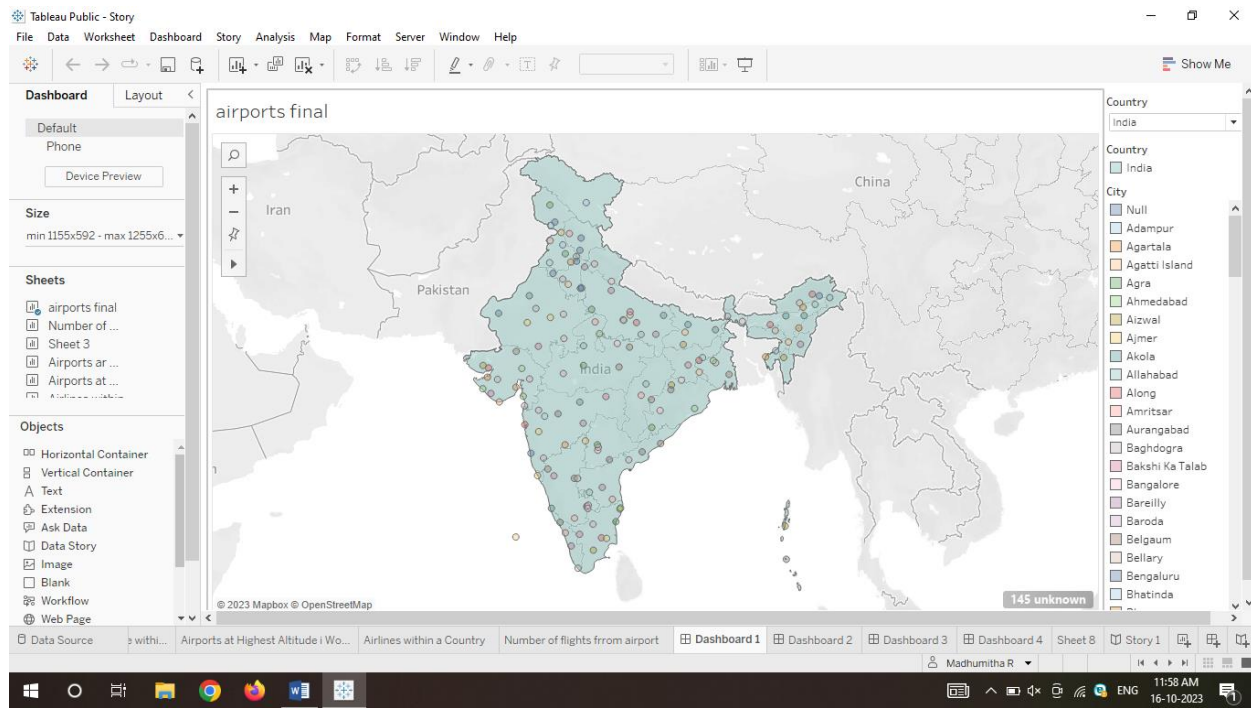 Tableau Public - Story
File Data Worksheet Dashboard Story Analysis Map Format Server Window Help
Show Me
Dashboard Layout
Default
Phone
Device Preview
Size
min 1155x592 - max 1255x6...
Sheets
airports final
Number of ...
Sheet 3
Airports ar ...
Airports at ...
Objects
Horizontal Container
Vertical Container
Text
Extension
Ask Data
Data Story
Image
Blank
Workflow
Web Page
airports final
China
Iran
Pakistan
India
© 2023 Mapbox © OpenStreetMap
145 unknown
Country
India
Country
India
City
Null
Adampur
Agartala
Agatti Island
Agra
Ahmedabad
Aizwal
Ajmer
Akola
Allahabad
Along
Amritsar
Aurangabad
Baghdogra
Bakshi Ka Talab
Bangalore
Bareilly
Baroda
Belgaum
Bellary
Bengaluru
Bhatinda
Data Source
withi... Airports at Highest Altitude i Wo... Airlines within a Country Number of flights frrom airport Dashboard 1 Dashboard 2 Dashboard 3 Dashboard 4 Sheet 8 Story 1
Madhumitha R
ENG
11:58 AM
16-10-2023